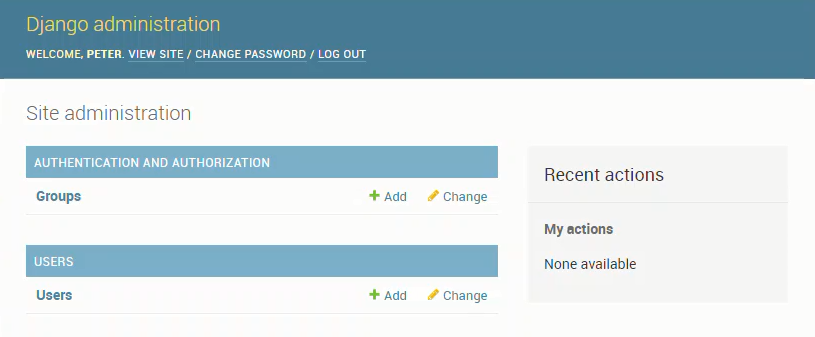 Django administration
WELCOME, PETER. VIEW SITE / CHANGE PASSWORD / LOG OUT
Site administration
AUTHENTICATION AND AUTHORIZATION
Groups Add Change
USERS
Users Add Change
Recent actions
My actions
None available